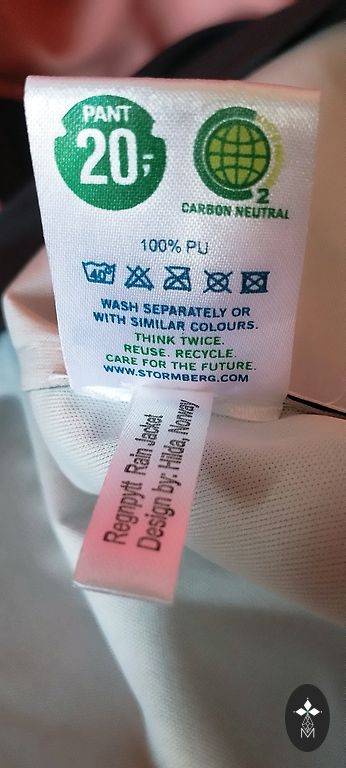 PANT
20,-
2
CARBON NEUTRAL
100% PU
40°
WASH SEPARATELY OR
WITH SIMILAR COLOURS.
THINK TWICE.
REUSE. RECYCLE.
CARE FOR THE FUTURE.
WWW.STORMBERG.COM
Regnpytt Rain Jacket
Design by: Hilda, Norway
M